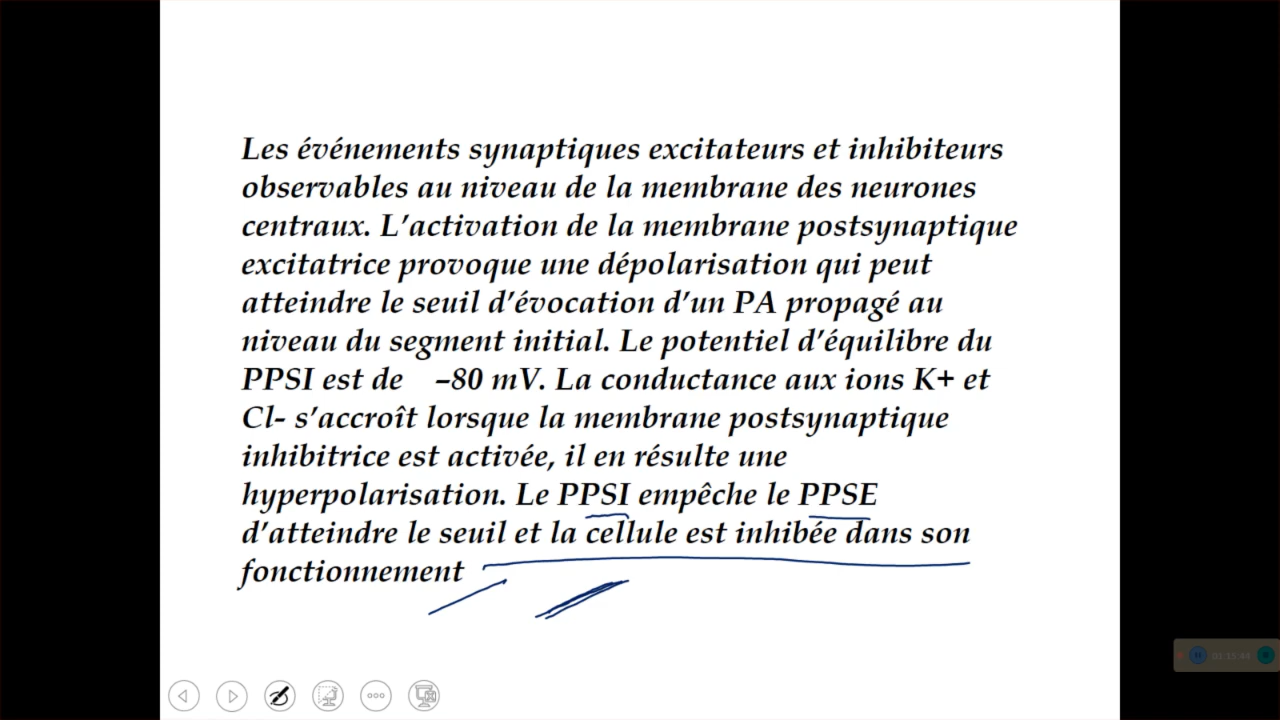 Les événements synaptiques excitateurs et inhibiteurs
observables au niveau de la membrane des neurones
centraux. L’activation de la membrane postsynaptique
excitatrice provoque une dépolarisation qui peut
atteindre le seuil d’évocation d’un PA propagé au
niveau du segment initial. Le potentiel d’équilibre du
PPSI est de –80 mV. La conductance aux ions K+ et
Cl- s’accroît lorsque la membrane postsynaptique
inhibitrice est activée, il en résulte une
hyperpolarisation. Le PPSI empêche le PPSE
d’atteindre le seuil et la cellule est inhibée dans son
fonctionnement